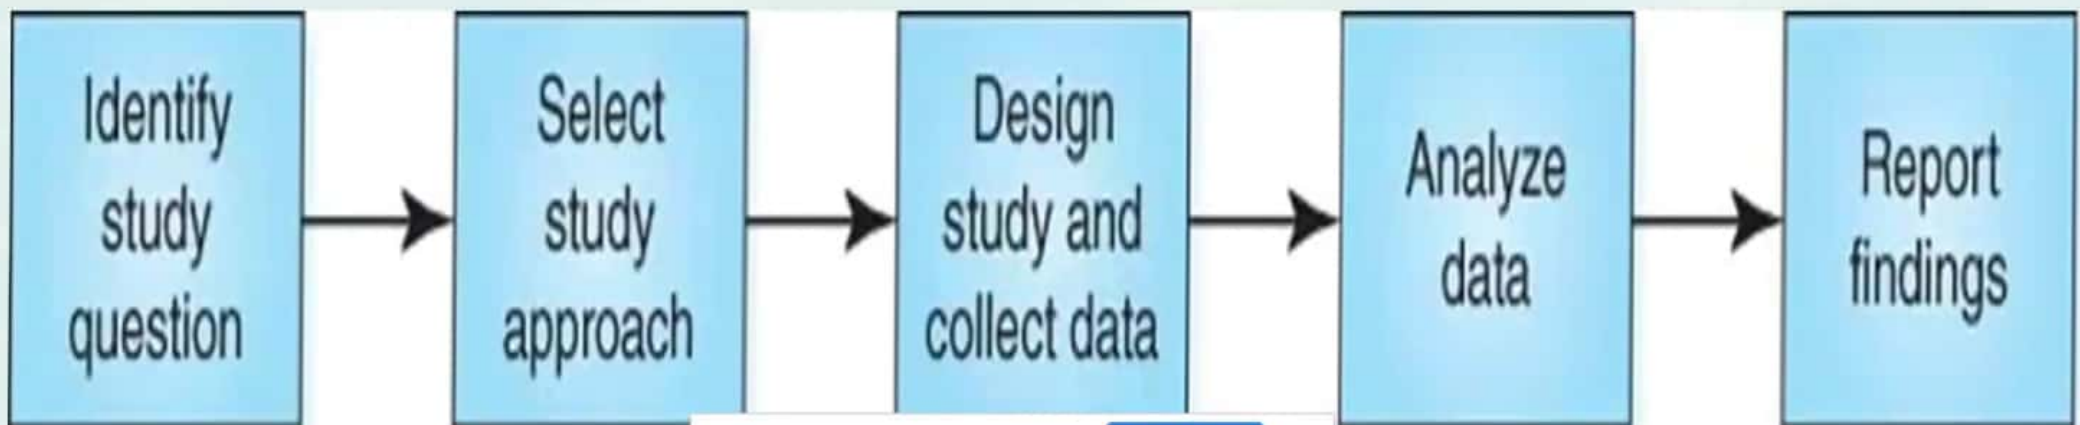 Identify
study
question
Select
study
approach
Design
study and
collect data
Analyze
data
Report
findings